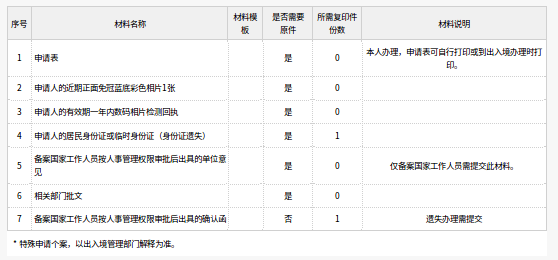 序号 材料名称 材料模板 是否需要原件 所需复印件份数 材料说明
1 申请表 是 0 本人办理，申请表可自行打印或到出入境办理时打印。
2 申请人的近期正面免冠蓝底彩色相片1张 是 0
3 申请人的有效期一年内数码相片检测回执 是 0
4 申请人的居民身份证或临时身份证（身份证遗失） 是 1
5 备案国家工作人员按人事管理权限审批后出具的单位意见 是 0 仅备案国家工作人员需提交此材料。
6 相关部门批文 是 0
7 备案国家工作人员按人事管理权限审批后出具的确认函 否 1 遗失办理需提交
* 特殊申请个案，以出入境管理部门解释为准。